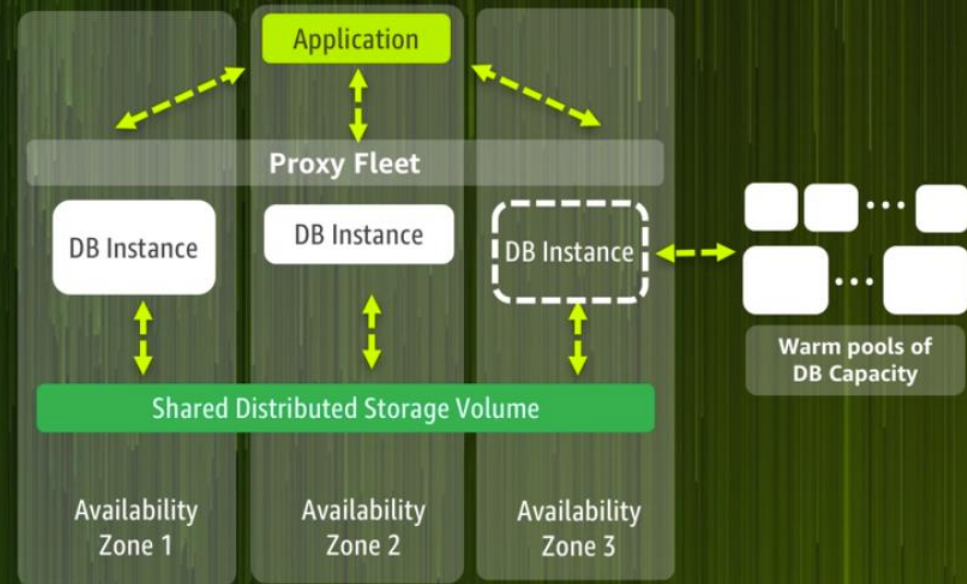 Application
Proxy Fleet
DB Instance
DB Instance
DB Instance
Warm pools of
DB Capacity
Shared Distributed Storage Volume
Availability
Zone 1
Availability
Zone 2
Availability
Zone 3